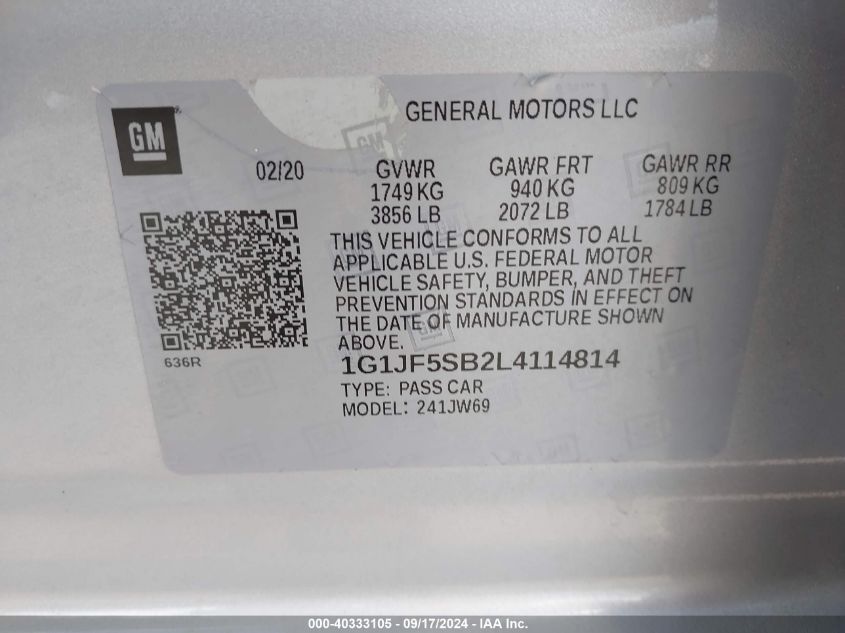 GM
GENERAL MOTORS LLC
02/20
GVWR GAWR FRT GAWR RR
1749 KG 940 KG 809 KG
3856 LB 2072 LB 1784 LB
THIS VEHICLE CONFORMS TO ALL
APPLICABLE U.S. FEDERAL MOTOR
VEHICLE SAFETY, BUMPER, AND THEFT
PREVENTION STANDARDS IN EFFECT ON
THE DATE OF MANUFACTURE SHOWN
ABOVE.
636R
1G1JF5SB2L4114814
TYPE: PASS CAR
MODEL: 241JW69
000-40333105 - 09/17/2024 - IAA Inc.